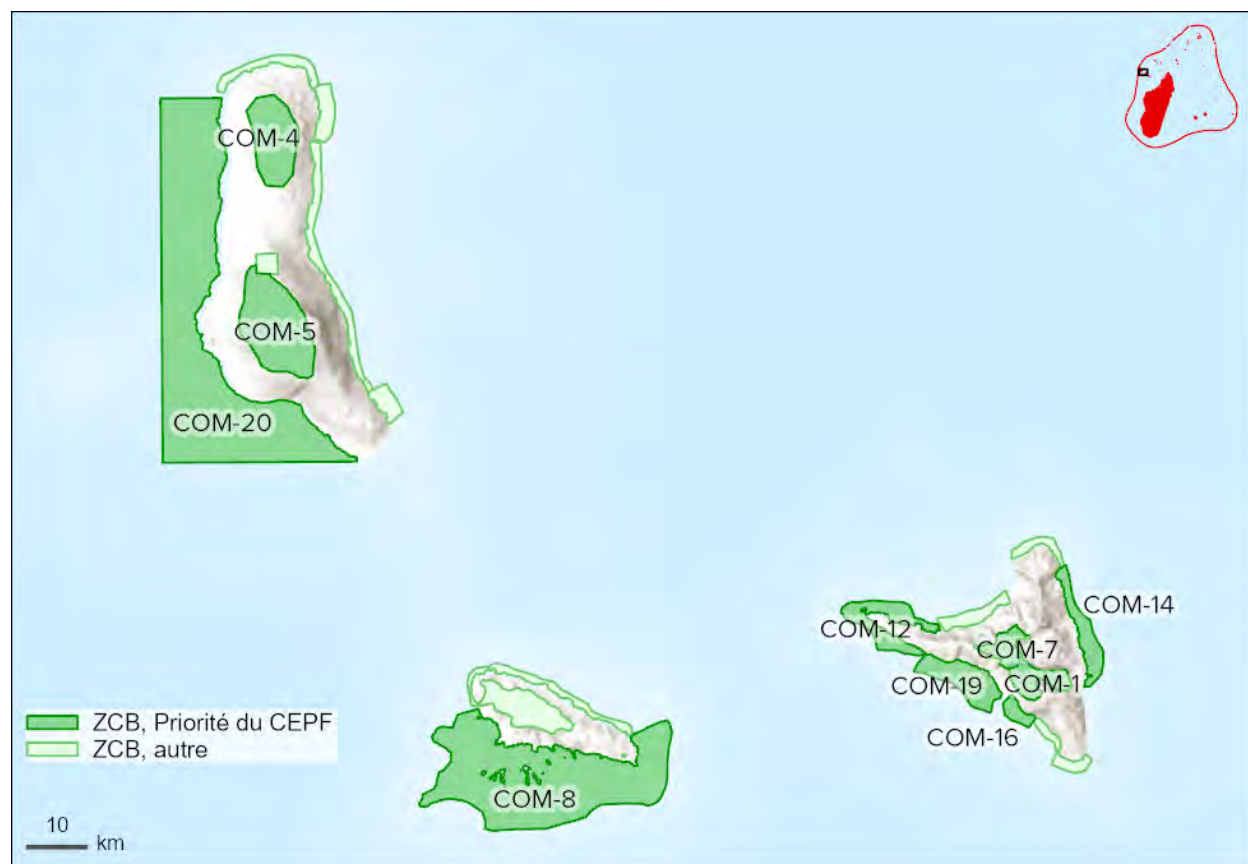 COM-4
COM-5
COM-20
COM-14
COM-12
COM-7
COM-19
COM-1
COM-16
COM-8
ZCB, Priorité du CEPF
ZCB, autre
10
km